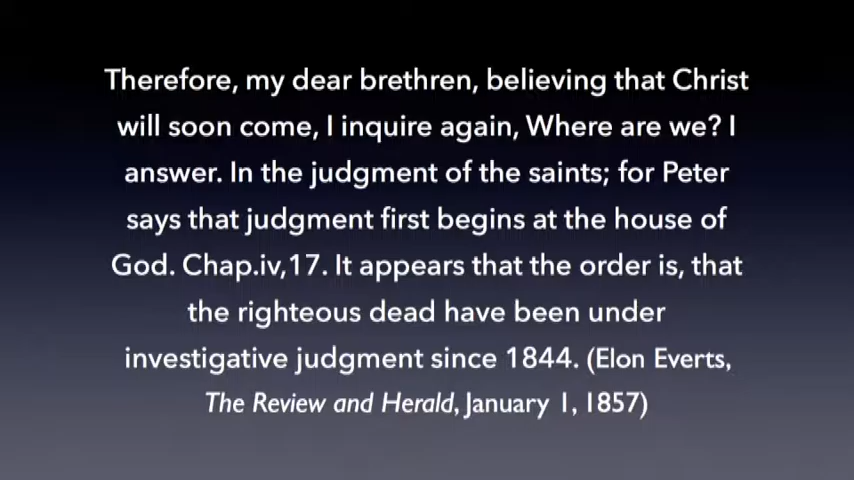 Therefore, my dear brethren, believing that Christ
will soon come, I inquire again, Where are we? I
answer. In the judgment of the saints; for Peter
says that judgment first begins at the house of
God. Chap.iv,17. It appears that the order is, that
the righteous dead have been under
investigative judgment since 1844. (Elon Everts,
The Review and Herald, January 1, 1857)